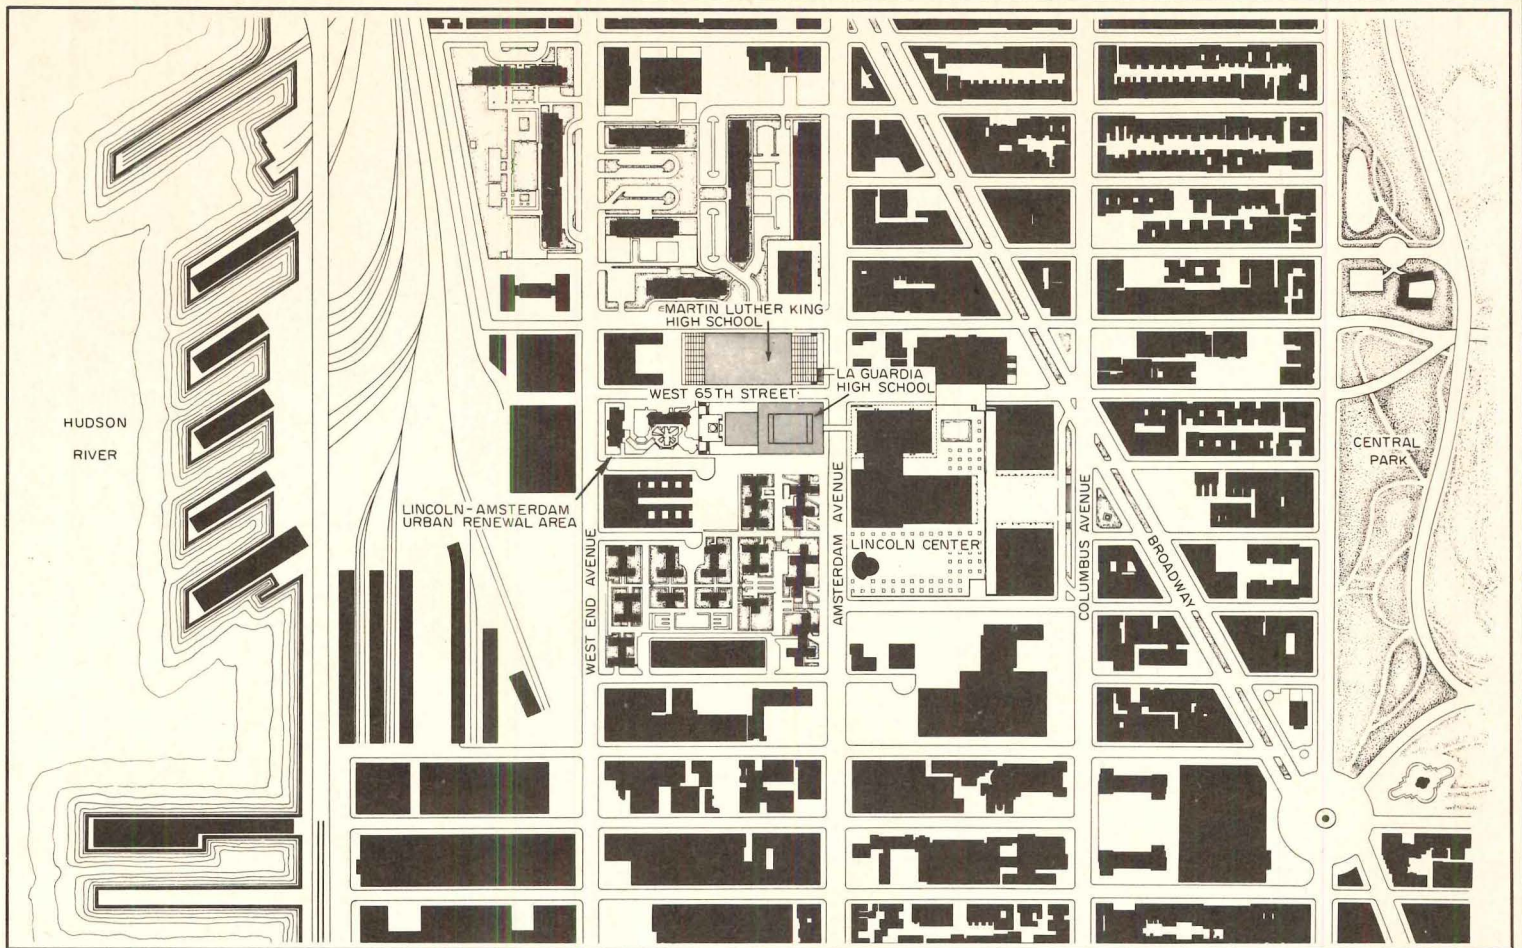 MARTIN LUTHER KING
HIGH SCHOOL
LA GUARDIA
HIGH SCHOOL
WEST 65TH STREET
HUDSON
RIVER
CENTRAL
PARK
LINCOLN-AMSTERDAM
URBAN RENEWAL AREA
WEST END AVENUE
AMSTERDAM AVENUE
LINCOLN CENTER
COLUMBUS AVENUE
BROADWAY